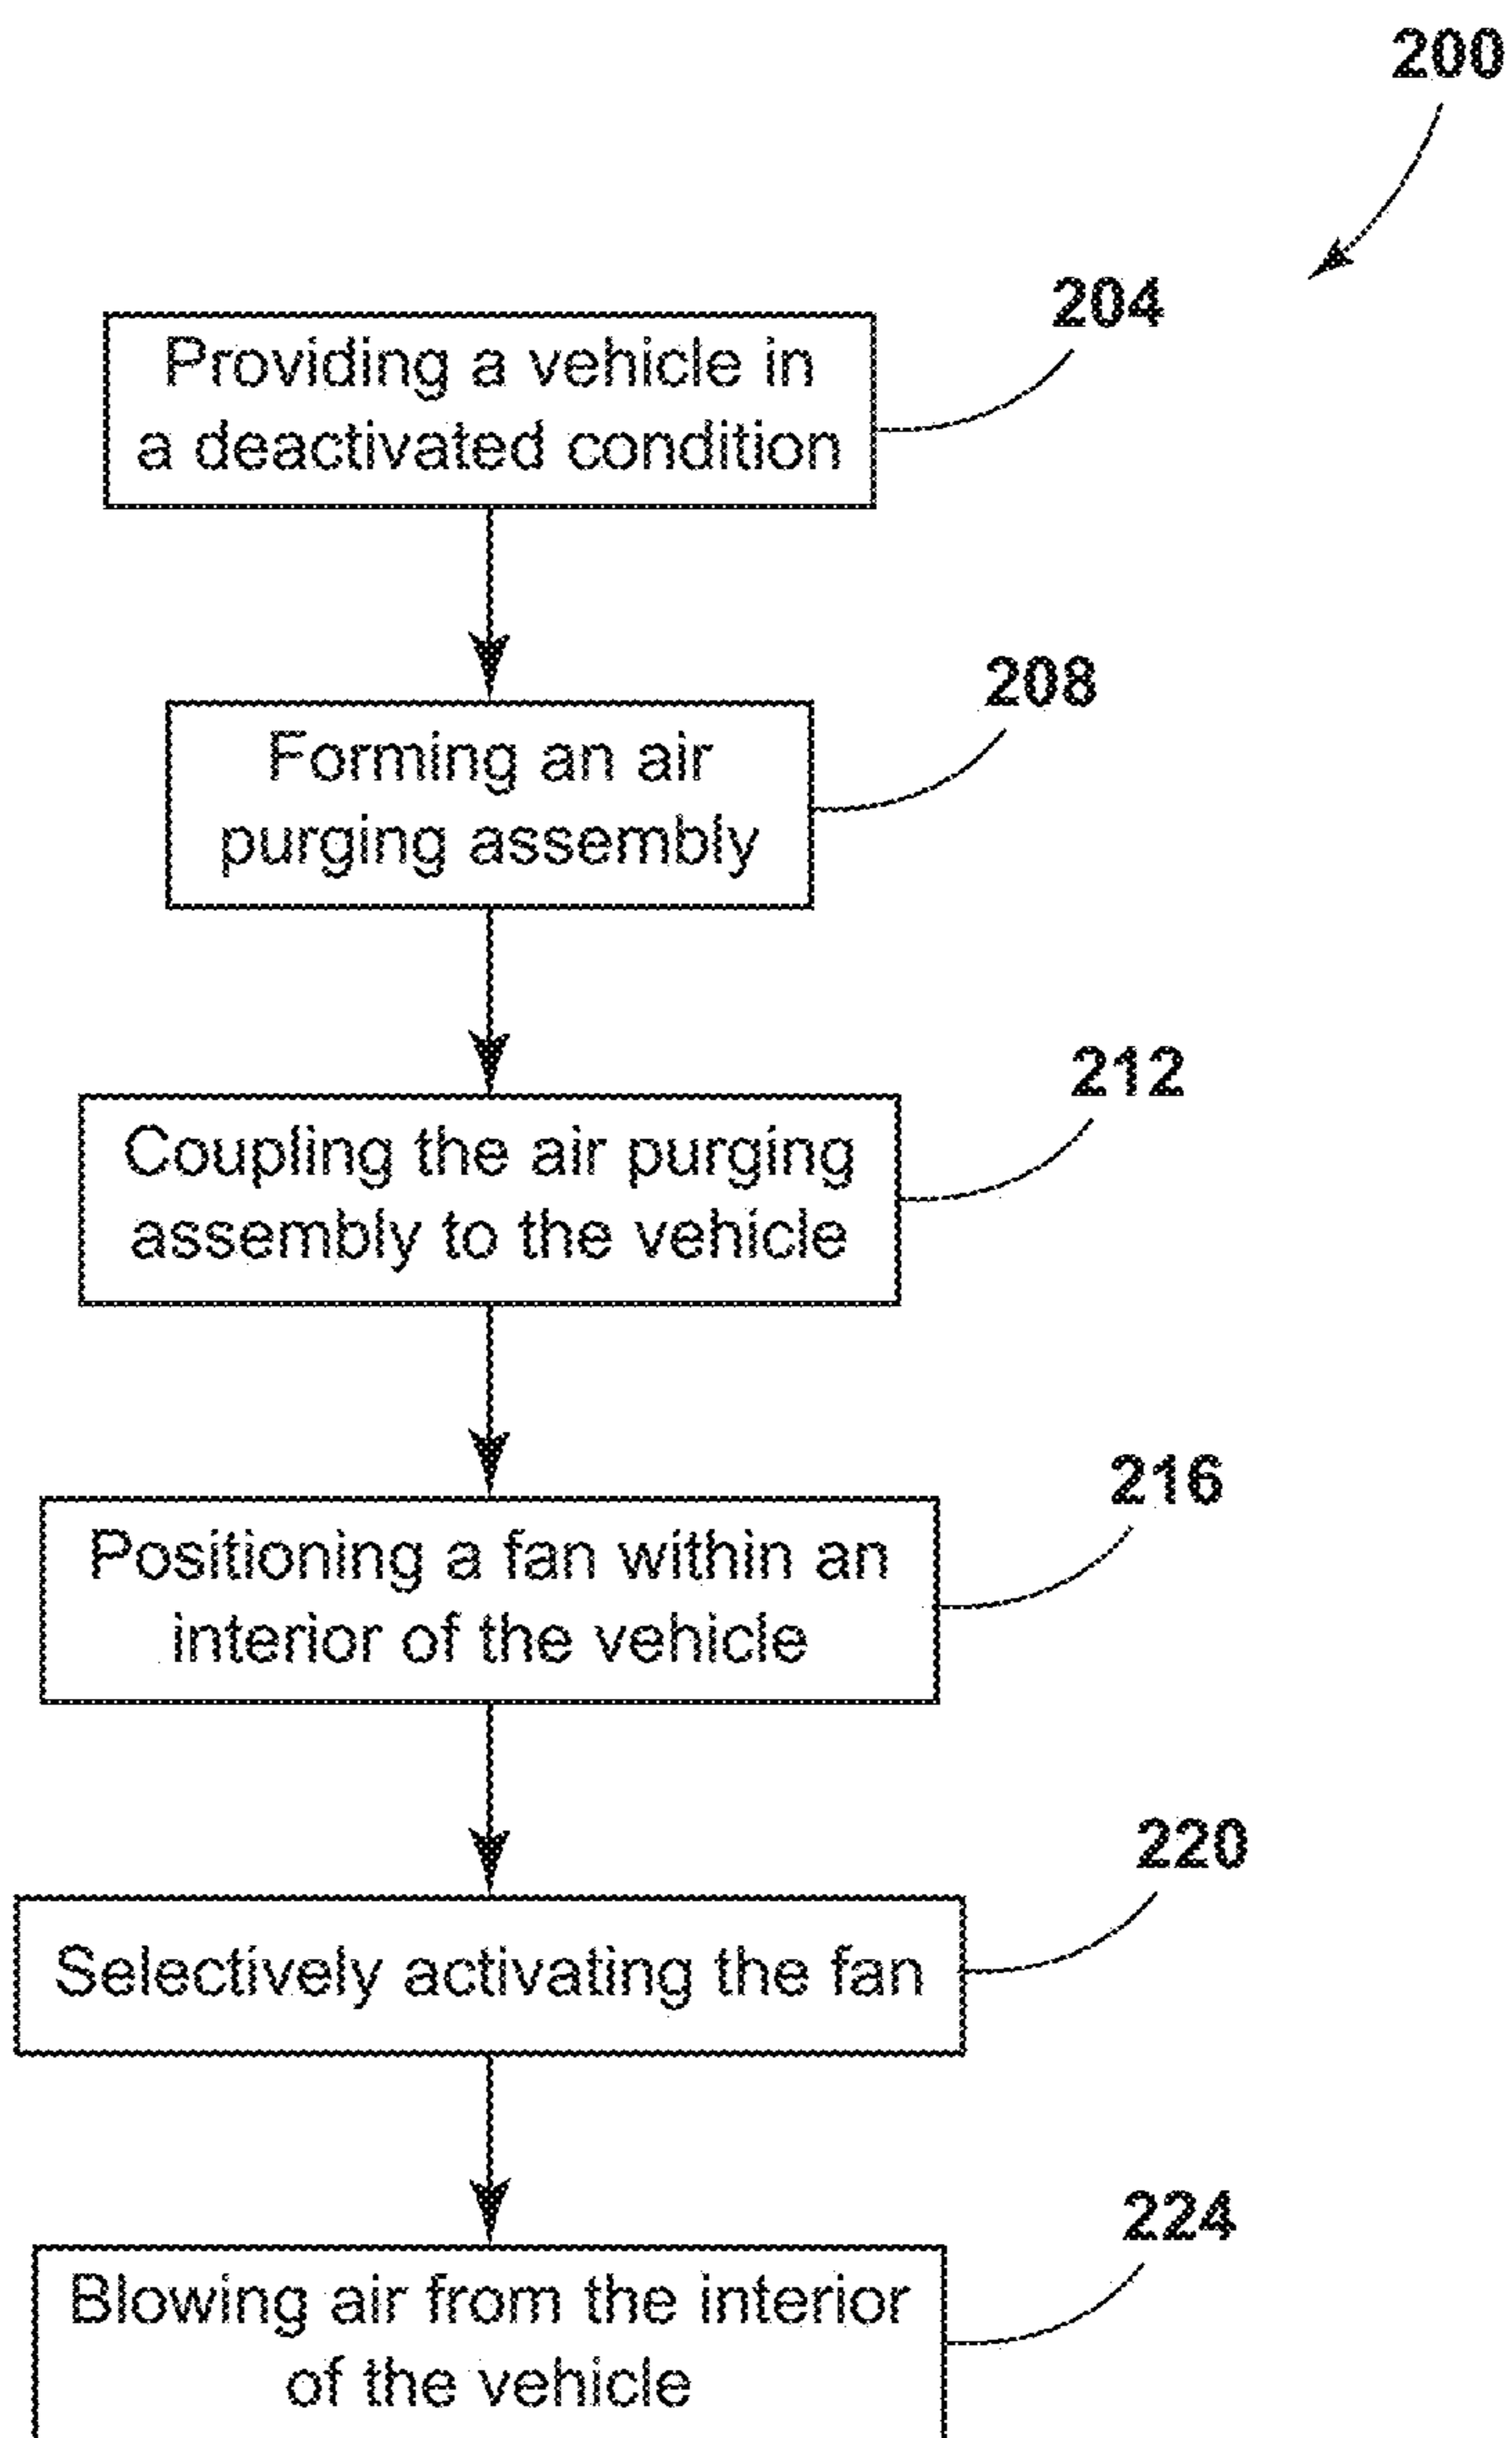 200
204
Providing a vehicle in
a deactivated condition
208
Forming an air
purging assembly
212
Coupling the air purging
assembly to the vehicle
216
Positioning a fan within an
interior of the vehicle
220
Selectively activating the fan
224
Blowing air from the interior
of the vehicle